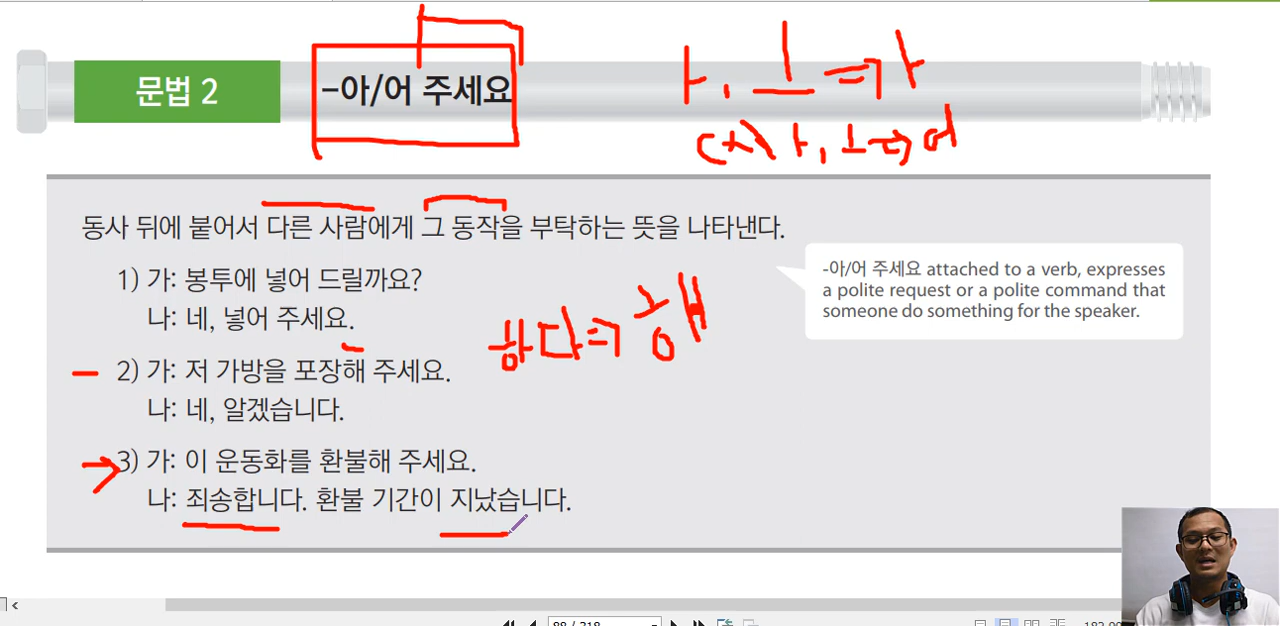 문법 2
-아/어 주세요
ㅏ, ㅗ ⇒ ㅏ
(x) ㅏ, ㅗ → 어
동사 뒤에 붙어서 다른 사람에게 그 동작을 부탁하는 뜻을 나타낸다.
-아/어 주세요 attached to a verb, expresses
a polite request or a polite command that
someone do something for the speaker.
1) 가: 봉투에 넣어 드릴까요?
나: 네, 넣어 주세요.
하다 ⇒ 해
2) 가: 저 가방을 포장해 주세요.
나: 네, 알겠습니다.
3) 가: 이 운동화를 환불해 주세요.
나: 죄송합니다. 환불 기간이 지났습니다.